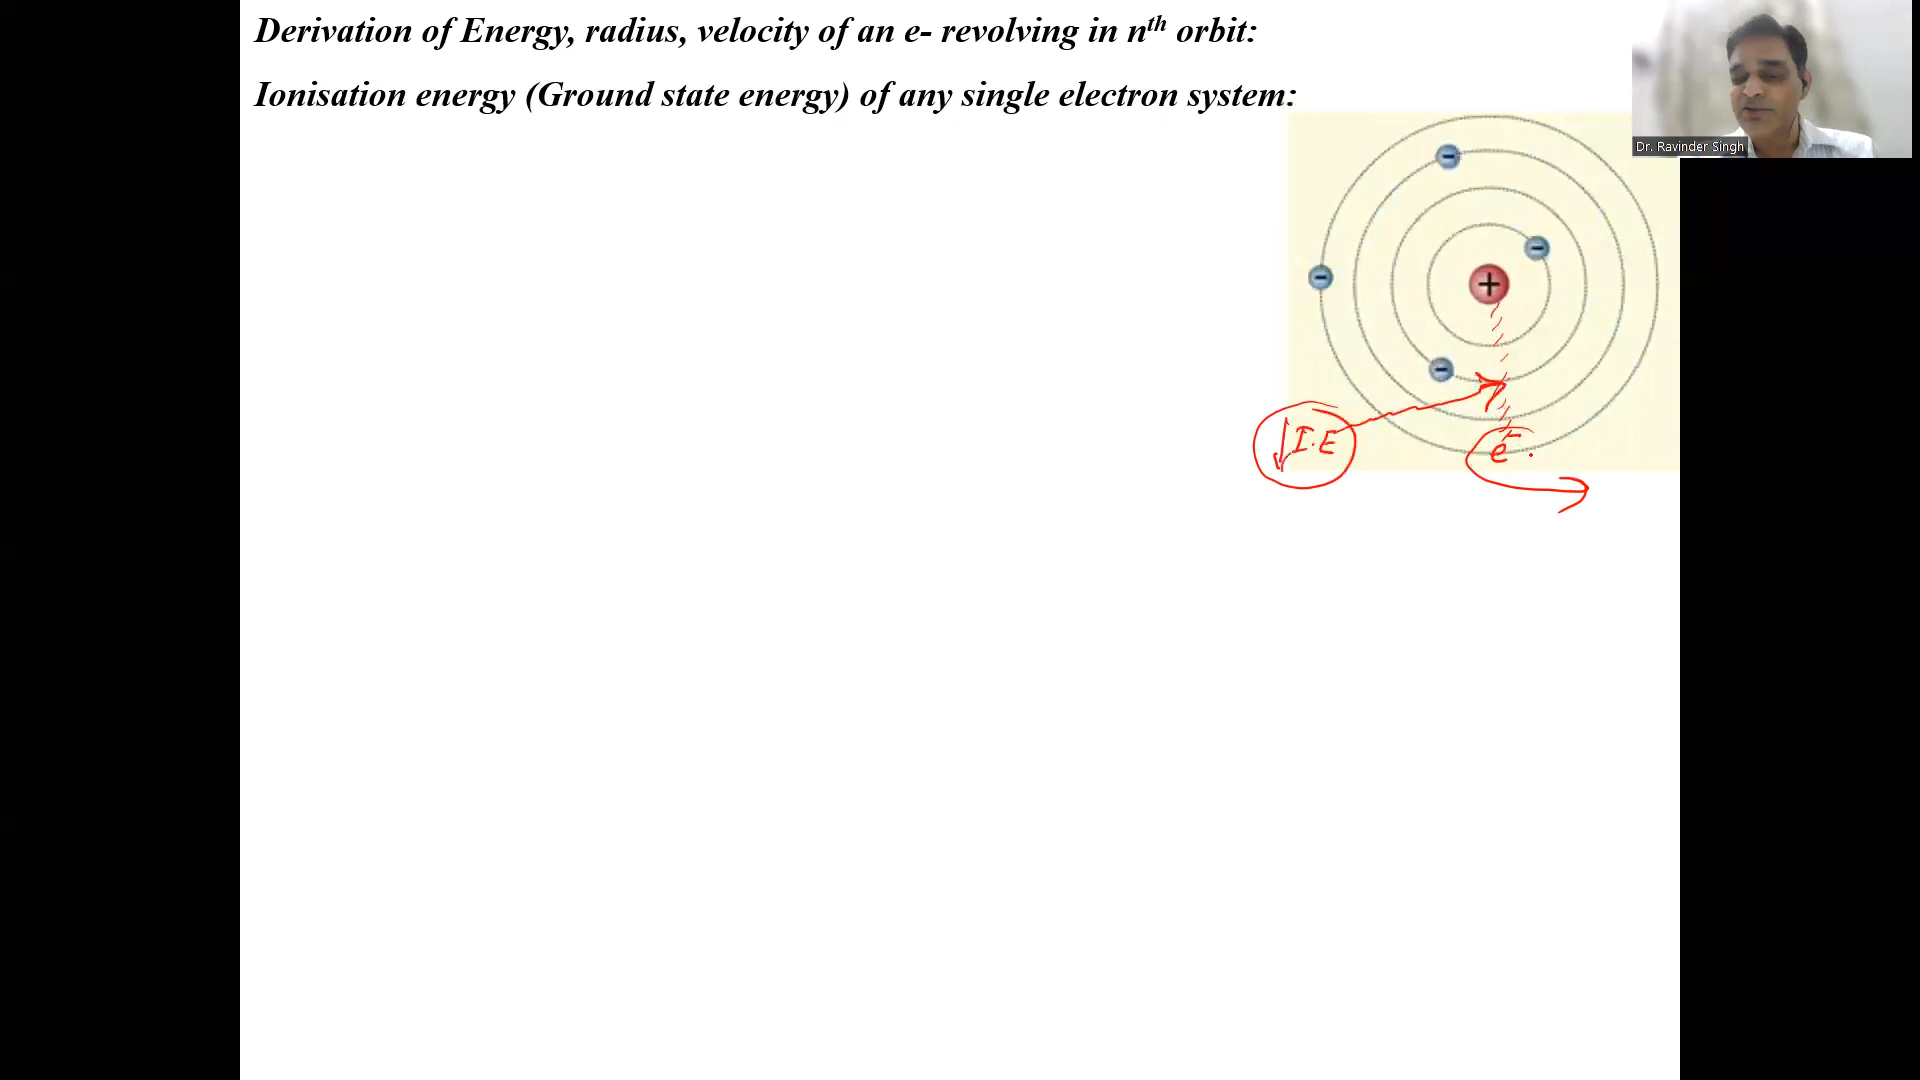 Derivation of Energy, radius, velocity of an e- revolving in nth orbit:
Ionisation energy (Ground state energy) of any single electron system:
Dr. Ravinder Singh
-
-
+
-
-
↓I.E
e-